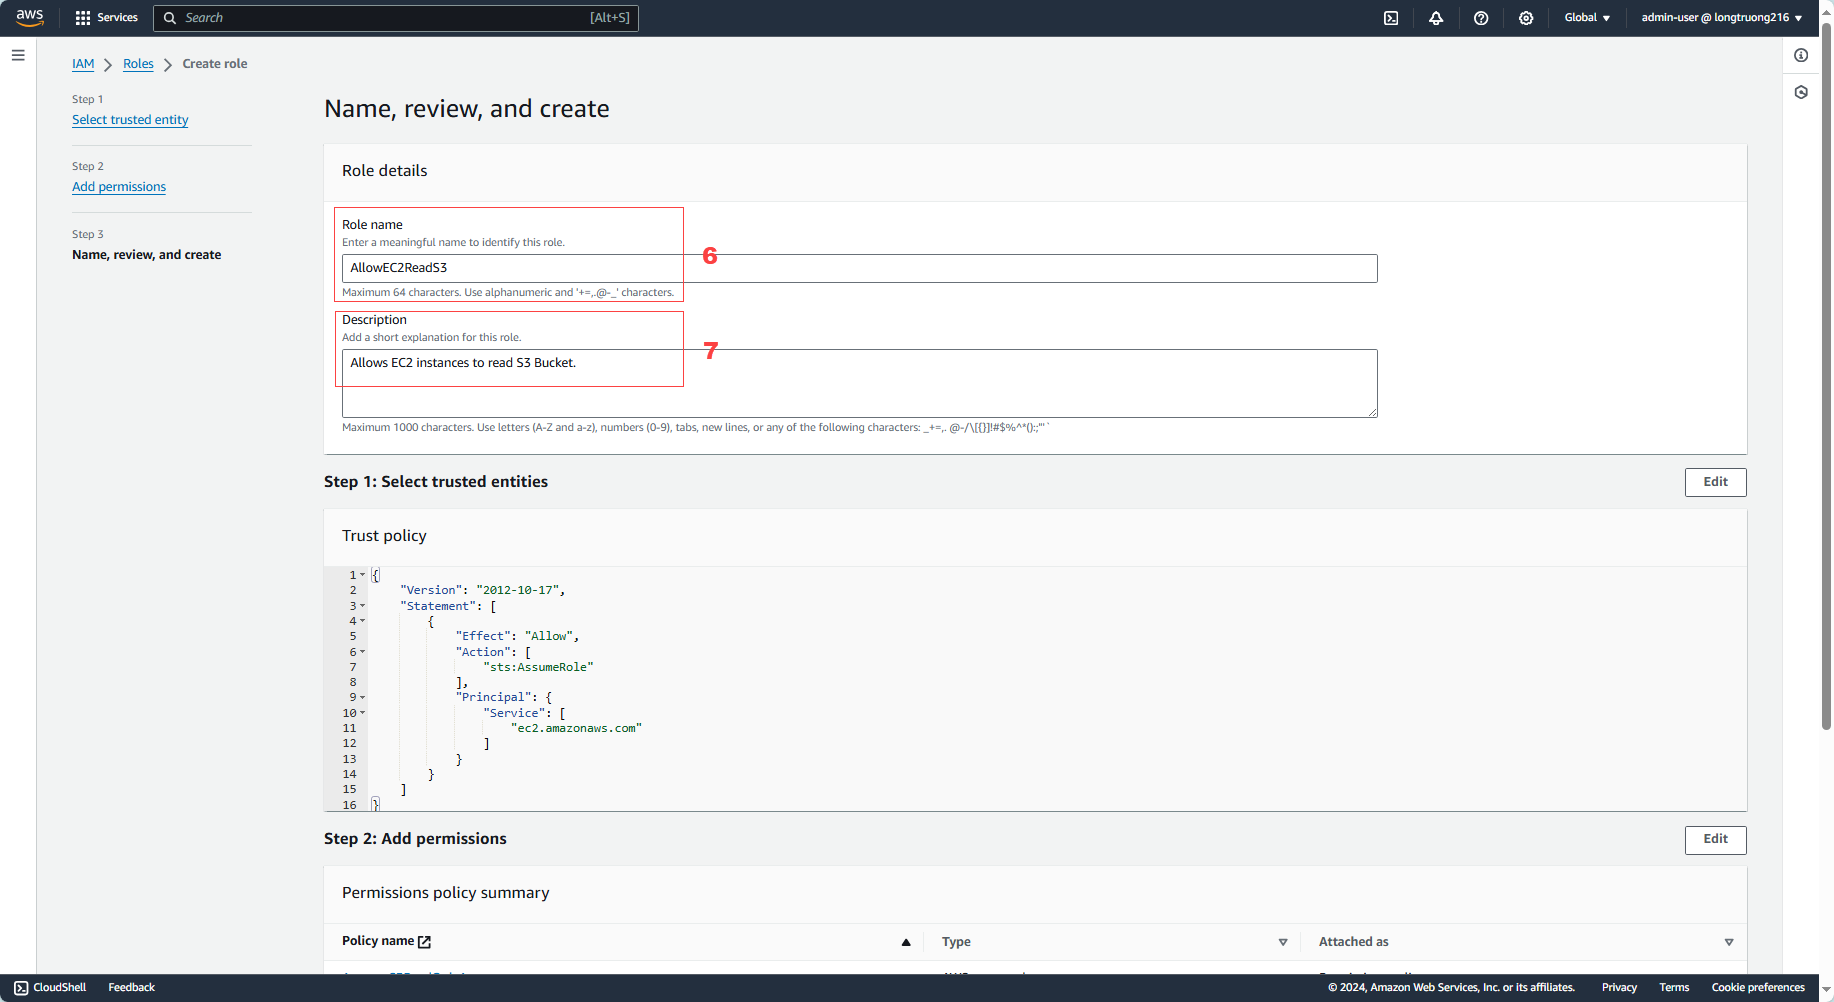 aws
Services
Search
[Alt+S]
Global
admin-user @ longtruong216
IAM
Roles
Create role
Step 1
Select trusted entity
Step 2
Add permissions
Step 3
Name, review, and create
Name, review, and create
Role details
Role name
Enter a meaningful name to identify this role.
6
AllowEC2ReadS3
Maximum 64 characters. Use alphanumeric and '+=,.@-_' characters.
Description
Add a short explanation for this role.
7
Allows EC2 instances to read S3 Bucket.
Maximum 1000 characters. Use letters (A-Z and a-z), numbers (0-9), tabs, new lines, or any of the following characters: _+=,. @-/\[{}]!#$%^*();:"'`
Step 1: Select trusted entities
Edit
Trust policy
1 {
2 "Version": "2012-10-17",
3 "Statement": [
4 {
5 "Effect": "Allow",
6 "Action": [
7 "sts:AssumeRole"
8 ],
9 "Principal": {
10 "Service": [
11 "ec2.amazonaws.com"
12 ]
13 }
14 }
15 ]
16 }
Step 2: Add permissions
Edit
Permissions policy summary
Policy name
Type
Attached as
CloudShell
Feedback
© 2024, Amazon Web Services, Inc. or its affiliates.
Privacy
Terms
Cookie preferences